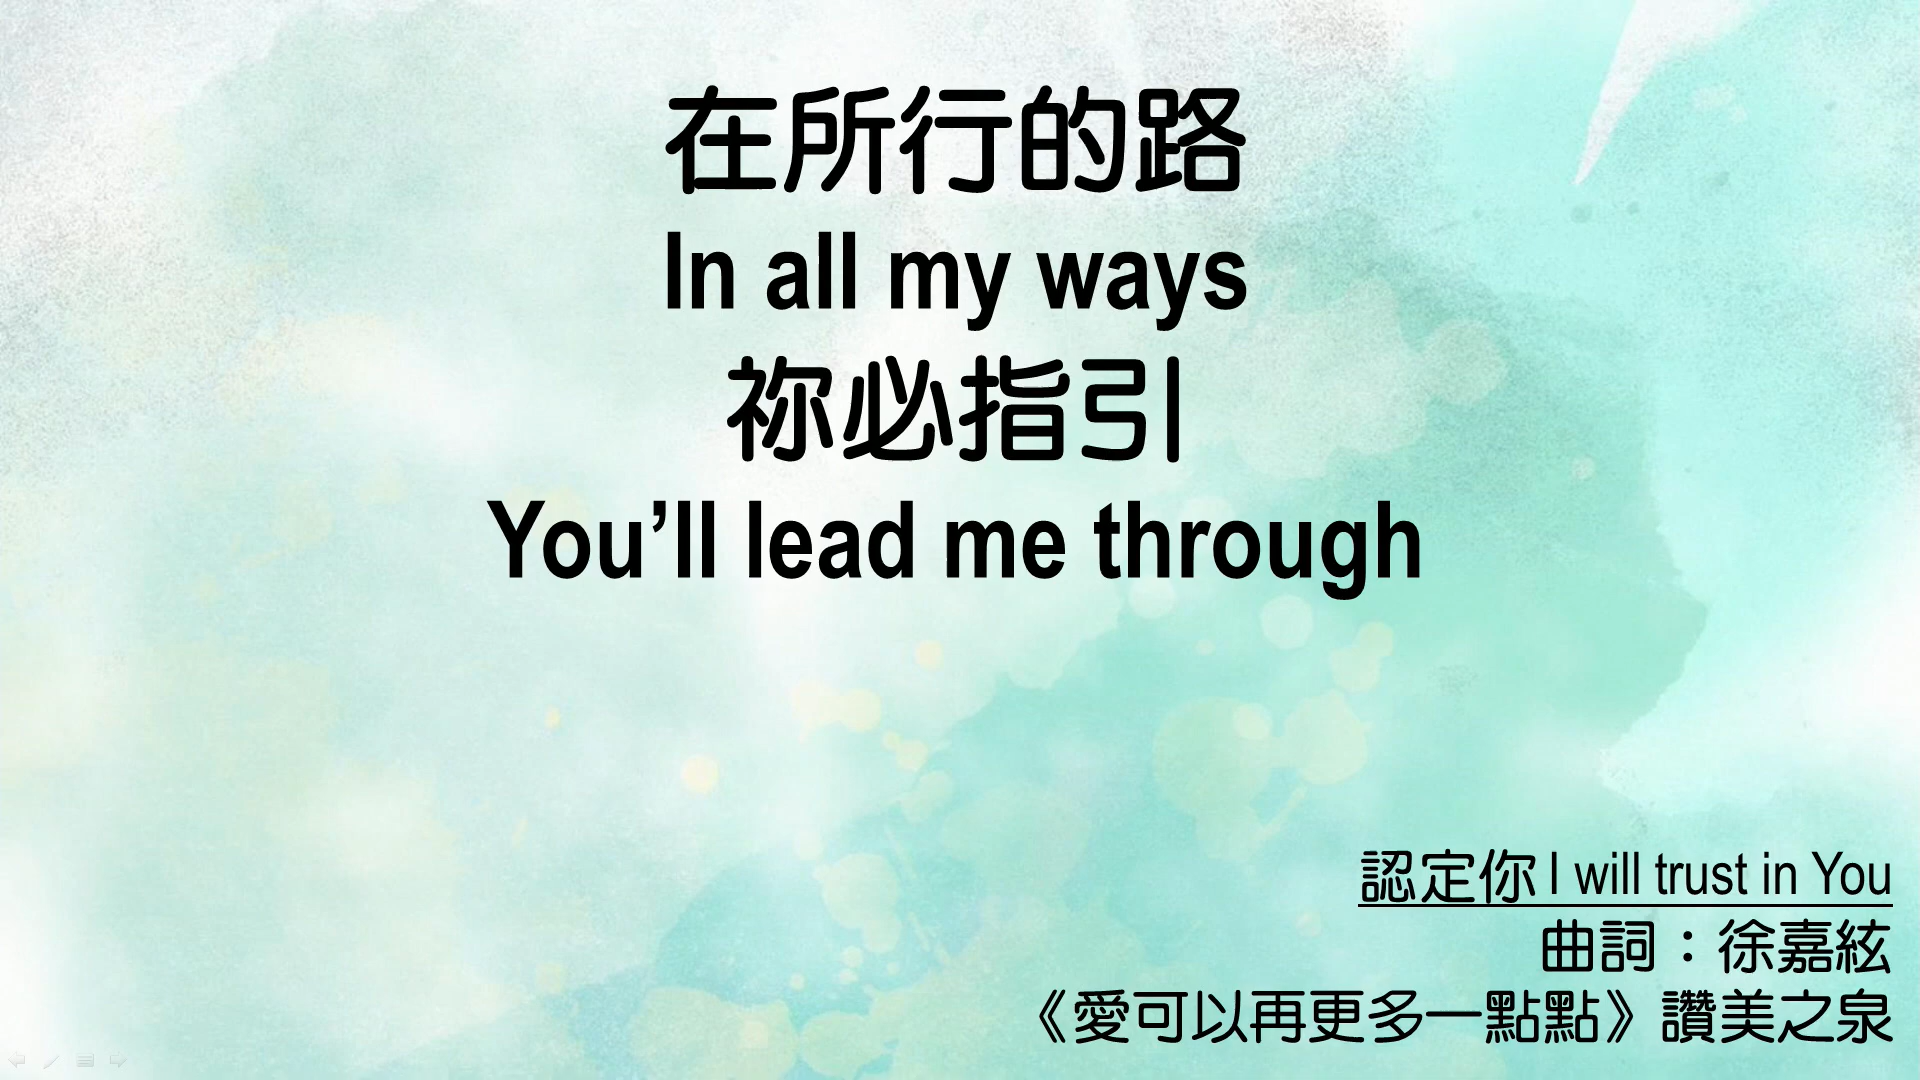 在所行的路
In all my ways
祢必指引
You’ll lead me through
認定你 I will trust in You
曲詞：徐嘉絃
《愛可以再更多一點點》讚美之泉